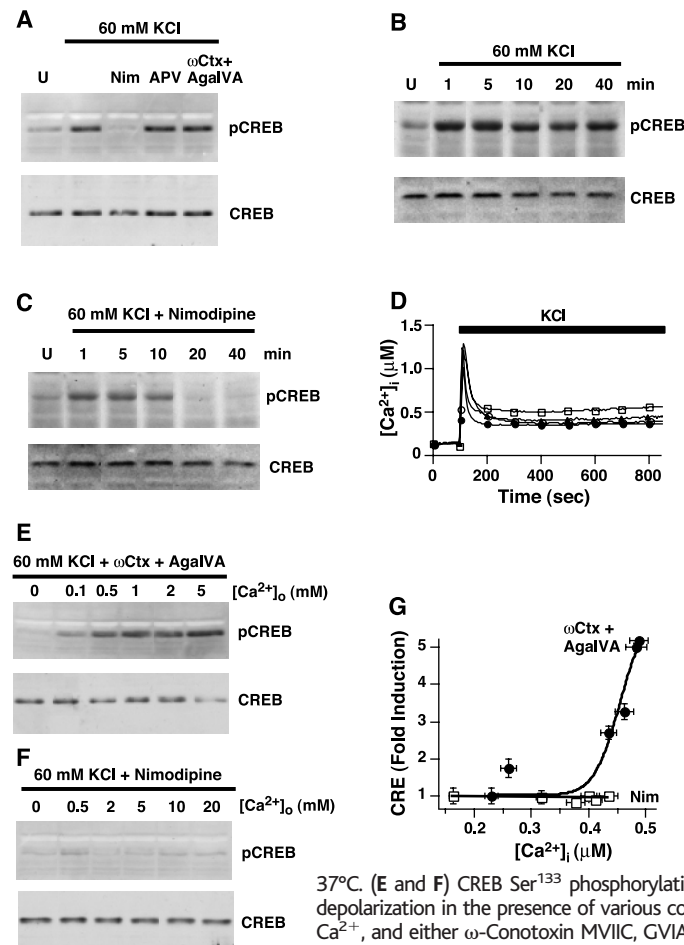 A
60 mM KCl
U Nim APV ωCtx+ AgaIVA
pCREB
CREB
B
60 mM KCl
U 1 5 10 20 40 min
pCREB
CREB
C
60 mM KCl + Nimodipine
U 1 5 10 20 40 min
pCREB
CREB
D
KCl
1.5
1.0
0.5
0
[Ca²⁺]ᵢ (μM)
0 200 400 600 800
Time (sec)
E
60 mM KCl + ωCtx + AgaIVA
0 0.1 0.5 1 2 5 [Ca²⁺]ₒ (mM)
pCREB
CREB
F
60 mM KCl + Nimodipine
0 0.5 2 5 10 20 [Ca²⁺]ₒ (mM)
pCREB
CREB
G
ωCtx +
AgaIVA
5
4
3
2
1
CRE (Fold Induction)
Nim
0.2 0.3 0.4 0.5
[Ca²⁺]ᵢ (μM)
37°C. (E and F) CREB Ser¹³³ phosphorylati
depolarization in the presence of various co
Ca²⁺, and either ω-Conotoxin MVIIC, GVIA